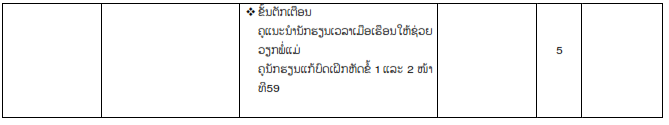 ❖ ຂັ້ນຕັກເຕືອນ
ຄູແນະນຳນັກຮຽນເວລາເມືອເຮືອນໃຫ້ຊ່ວຍ
ວຽກພໍ່ແມ່
5
ຄູນັກຮຽນແກ້ບົດເຝິກຫັດຂໍ້ 1 ແລະ 2 ໜ້າ
ທີ59